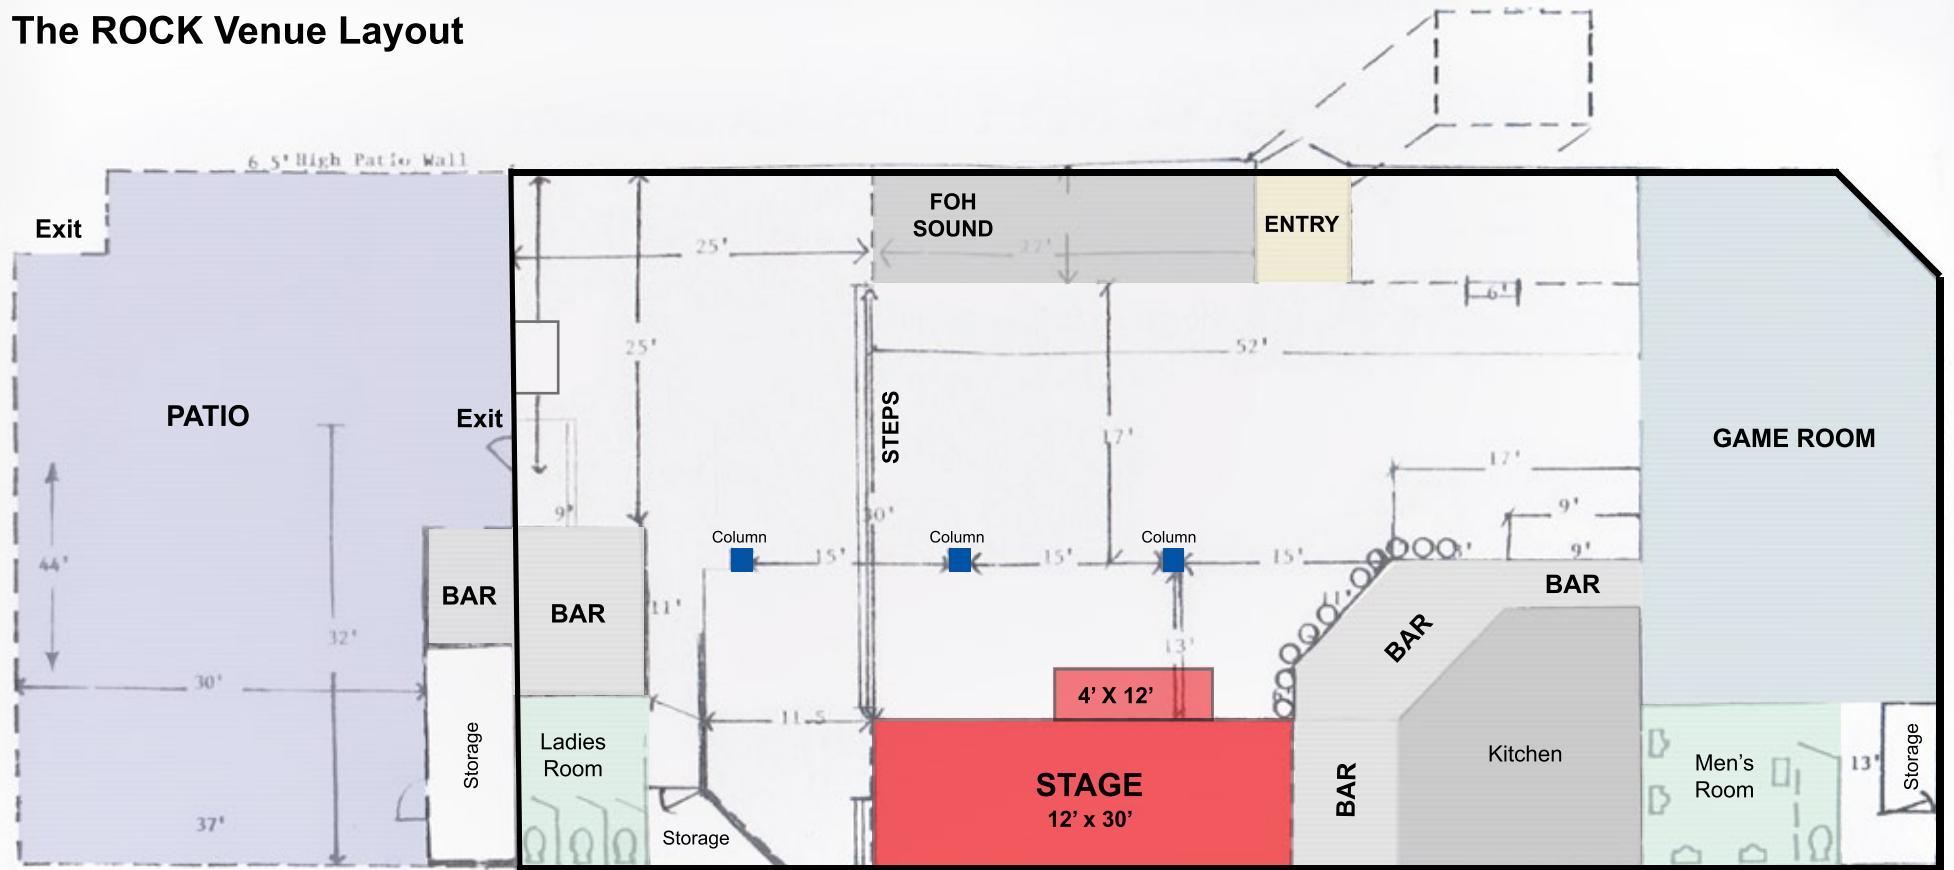 The ROCK Venue Layout
6.5' High Patio Wall
Exit
FOH
SOUND
ENTRY
25'
27'
6'
25'
52'
PATIO
Exit
STEPS
17'
GAME ROOM
17'
9'
9'
30'
Column
Column
Column
15'
15'
15'
9'
44'
BAR
BAR
11'
11'
BAR
BAR
32'
13'
30'
4' X 12'
11.5
Storage
Ladies
Room
STAGE
12' x 30'
BAR
Kitchen
Men's
Room
13'
Storage
37'
Storage